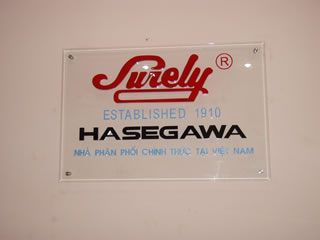 Surely ®
ESTABLISHED 1910
HASEGAWA
NHÀ PHÂN PHỐI CHÍNH THỨC TẠI VIỆT NAM